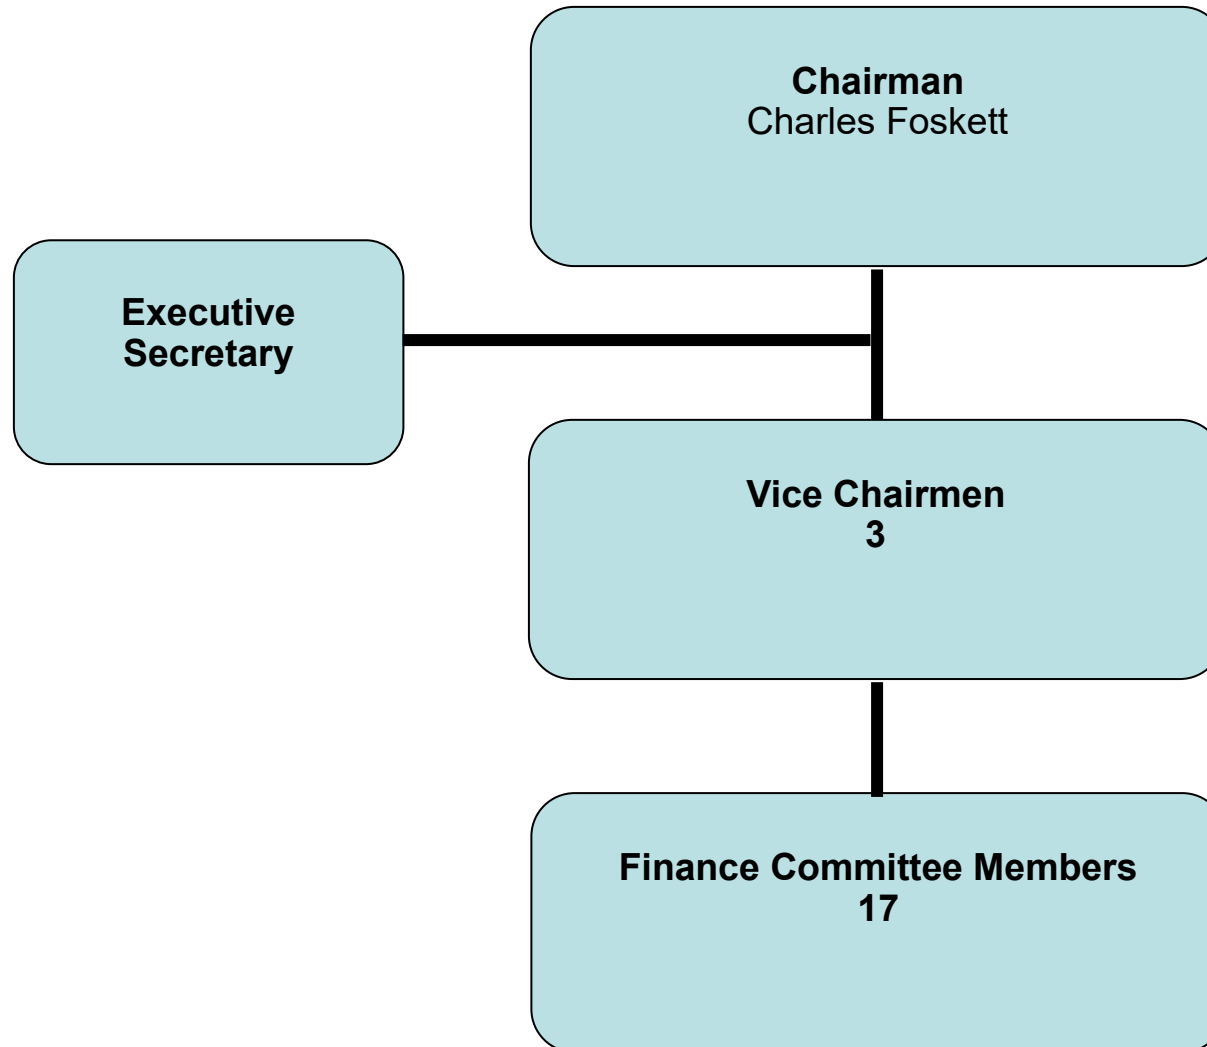 Chairman
Charles Foskett
Executive
Secretary
Vice Chairmen
3
Finance Committee Members
17